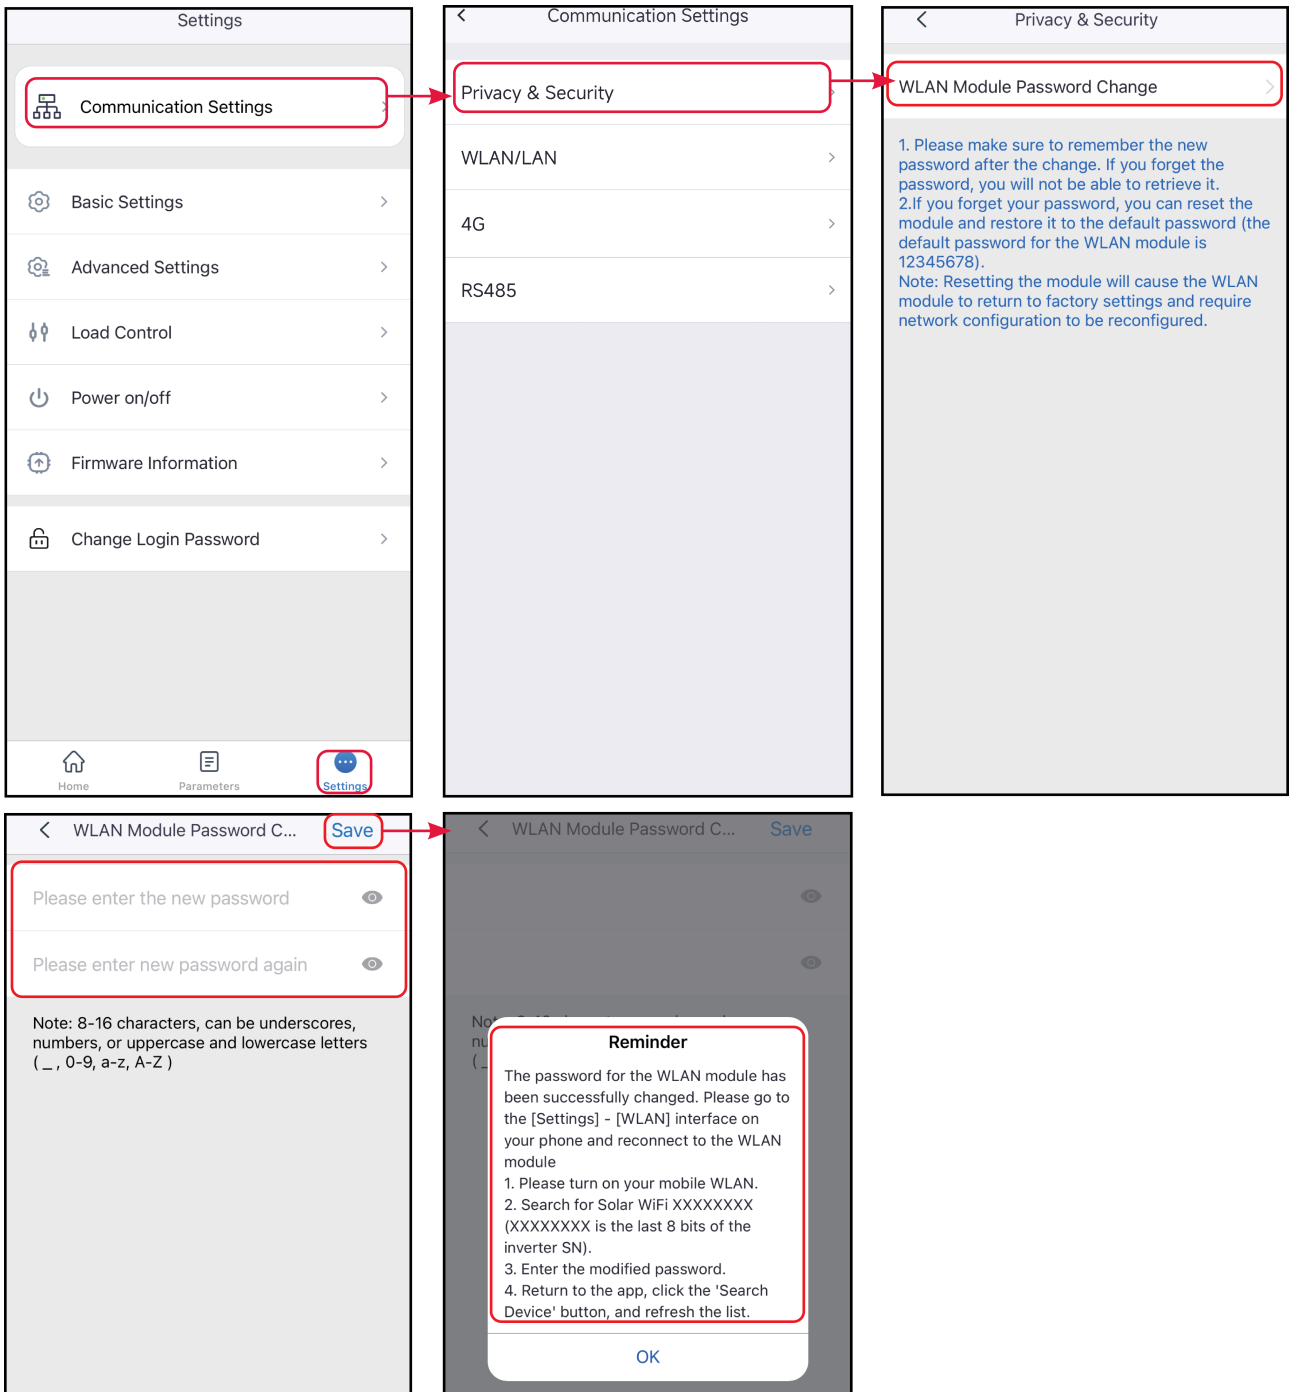 Settings
Communication Settings
Basic Settings
Advanced Settings
Load Control
Power on/off
Firmware Information
Change Login Password
Home
Parameters
Settings
Communication Settings
Privacy & Security
WLAN/LAN
4G
RS485
Privacy & Security
WLAN Module Password Change
1. Please make sure to remember the new
password after the change. If you forget the
password, you will not be able to retrieve it.
2.If you forget your password, you can reset the
module and restore it to the default password (the
default password for the WLAN module is
12345678).
Note: Resetting the module will cause the WLAN
module to return to factory settings and require
network configuration to be reconfigured.
WLAN Module Password C...
Save
Please enter the new password
Please enter new password again
Note: 8-16 characters, can be underscores,
numbers, or uppercase and lowercase letters
( _ , 0-9, a-z, A-Z )
WLAN Module Password C...
Save
Reminder
The password for the WLAN module has
been successfully changed. Please go to
the [Settings] - [WLAN] interface on
your phone and reconnect to the WLAN
module
1. Please turn on your mobile WLAN.
2. Search for Solar WiFi XXXXXXXX
(XXXXXXXX is the last 8 bits of the
inverter SN).
3. Enter the modified password.
4. Return to the app, click the 'Search
Device' button, and refresh the list.
OK